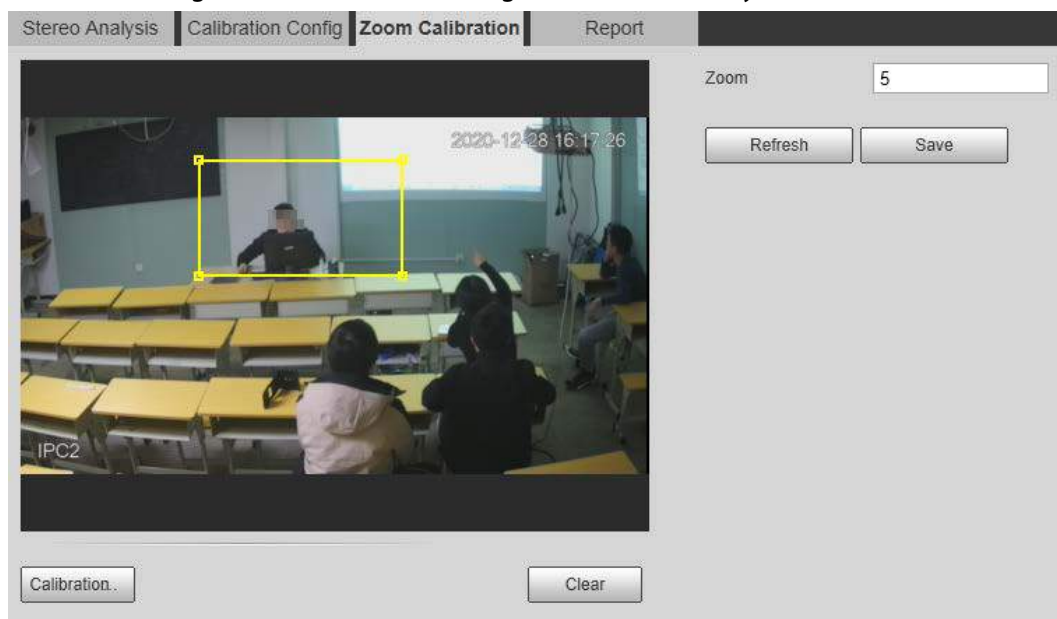 Stereo Analysis Calibration Config Zoom Calibration Report
Zoom 5
2020-12-28 16:17:26
Refresh Save
IPC2
Calibration.. Clear